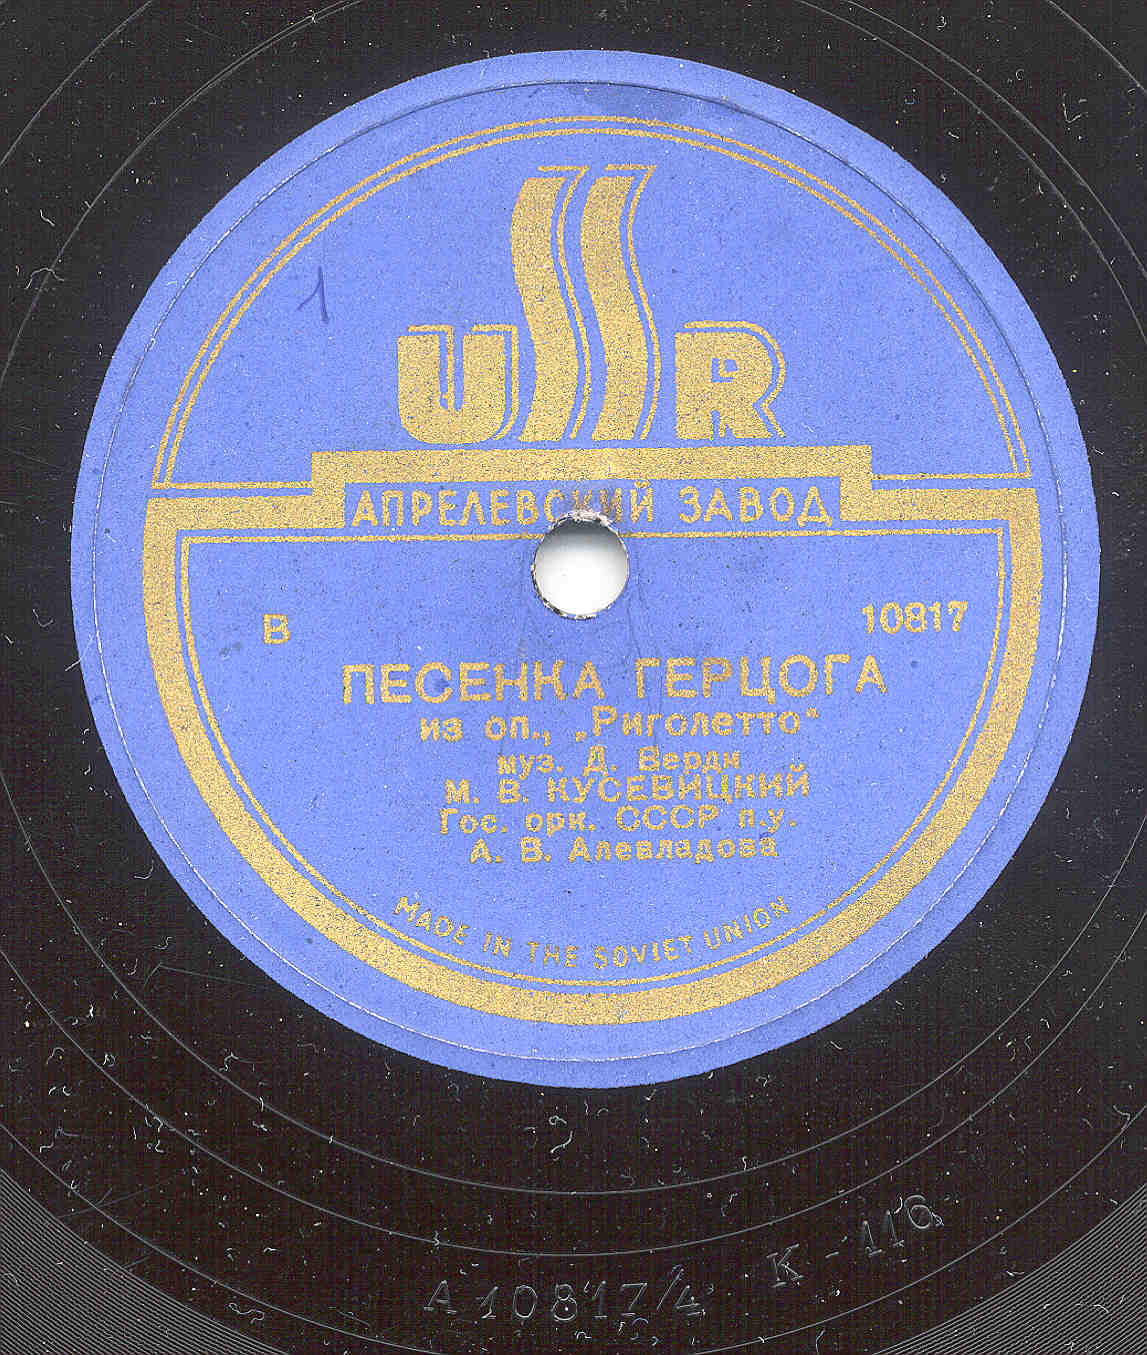 1
USSR
АПРЕЛЕВСКИЙ ЗАВОД
В 10817
ПЕСЕНКА ГЕРЦОГА
из оп., „Риголетто"
муз. Д. Верди
М. В. КУСЕВИЦКИЙ
Гос. орк. СССР п.у.
А. В. Алевладова
MADE IN THE SOVIET UNION
А 10817/4 К-116